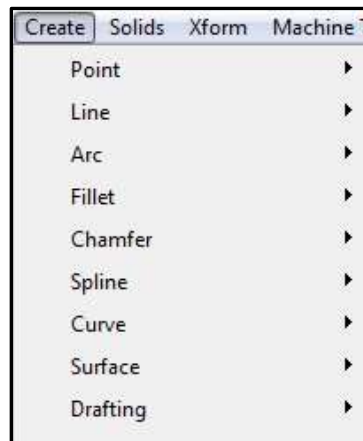 Create Solids Xform Machine
Point
Line
Arc
Fillet
Chamfer
Spline
Curve
Surface
Drafting